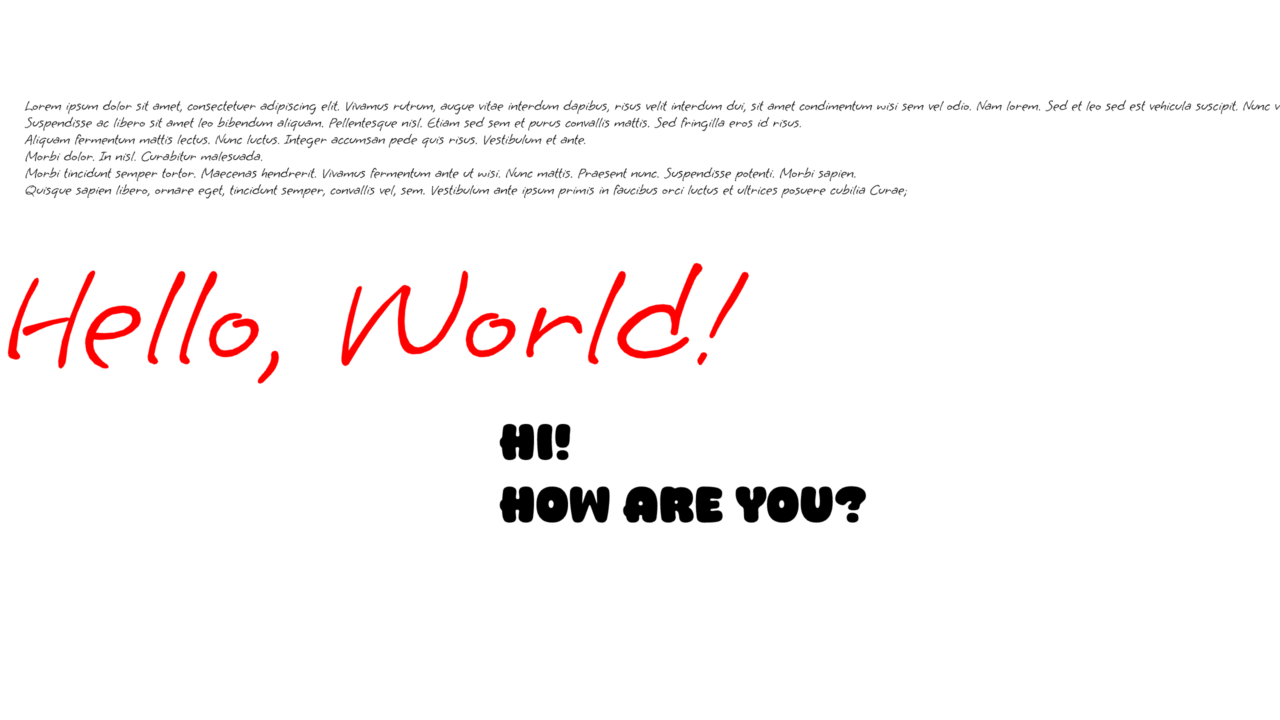 Lorem ipsum dolor sit amet, consectetuer adipiscing elit. Vivamus rutrum, augue vitae interdum dapibus, risus velit interdum dui, sit amet condimentum wisi sem vel odio. Nam lorem. Sed et leo sed est vehicula suscipit. Nunc v
Suspendisse ac libero sit amet leo bibendum aliquam. Pellentesque nisl. Etiam sed sem et purus convallis mattis. Sed fringilla eros id risus.
Aliquam fermentum mattis lectus. Nunc luctus. Integer accumsan pede quis risus. Vestibulum et ante.
Morbi dolor. In nisl. Curabitur malesuada.
Morbi tincidunt semper tortor. Maecenas hendrerit. Vivamus fermentum ante ut wisi. Nunc mattis. Praesent nunc. Suspendisse potenti. Morbi sapien.
Quisque sapien libero, ornare eget, tincidunt semper, convallis vel, sem. Vestibulum ante ipsum primis in faucibus orci luctus et ultrices posuere cubilia Curae;
Hello, World!
HI!
HOW ARE YOU?